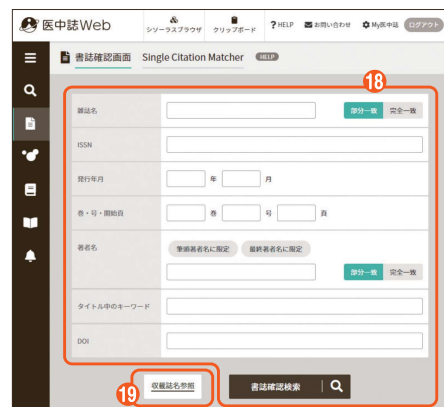 医中誌Web
シソーラスブラウザ クリップボード ?HELP お問い合わせ My医中誌 ログアウト
書誌確認画面 Single Citation Matcher HELP
⑱
雑誌名 部分一致 完全一致
ISSN
発行年月 年 月
巻・号・開始頁 巻 号 頁
著者名 筆頭著者名に限定 最終著者名に限定
部分一致 完全一致
タイトル中のキーワード
DOI
⑲ 収載誌名参照 書誌確認検索